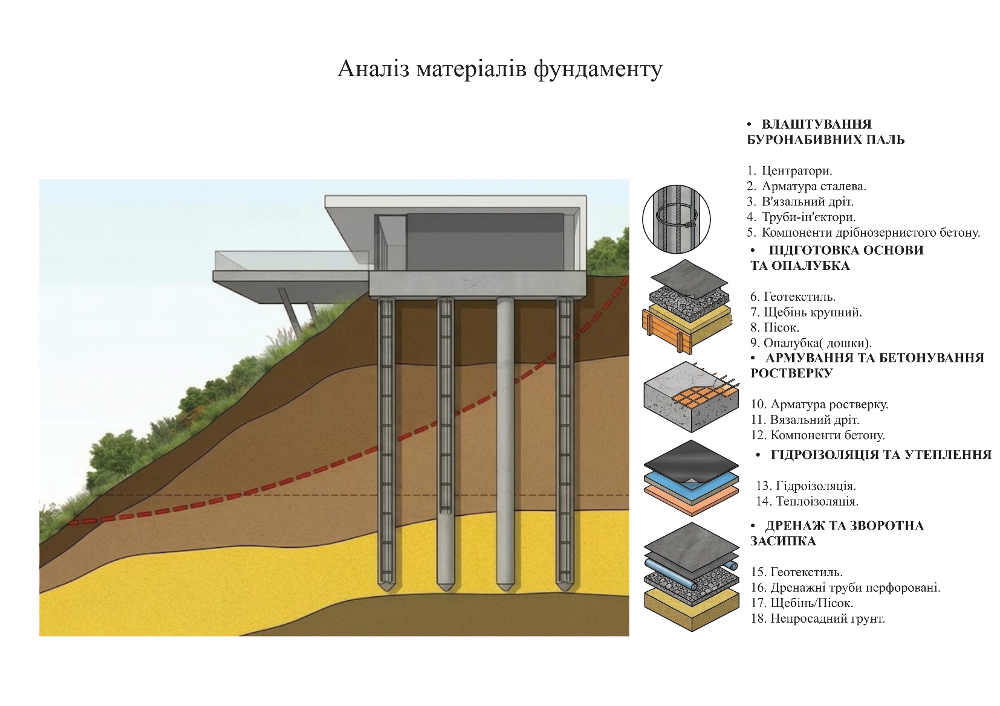 Аналіз матеріалів фундаменту
• ВЛАШТУВАННЯ
БУРОНАБИВНИХ ПАЛЬ
1. Центратори.
2. Арматура сталева.
3. В'язальний дріт.
4. Труби-ін'єктори.
5. Компоненти дрібнозернистого бетону.
• ПІДГОТОВКА ОСНОВИ
ТА ОПАЛУБКА
6. Геотекстиль.
7. Щебінь крупний.
8. Пісок.
9. Опалубка( дошки).
• АРМУВАННЯ ТА БЕТОНУВАННЯ
РОСТВЕРКУ
10. Арматура ростверку.
11. Вязальний дріт.
12. Компоненти бетону.
• ГІДРОІЗОЛЯЦІЯ ТА УТЕПЛЕННЯ
13. Гідроізоляція.
14. Теплоізоляція.
• ДРЕНАЖ ТА ЗВОРОТНА
ЗАСИПКА
15. Геотекстиль.
16. Дренажні труби перфоровані.
17. Щебінь/Пісок.
18. Непросадний грунт.